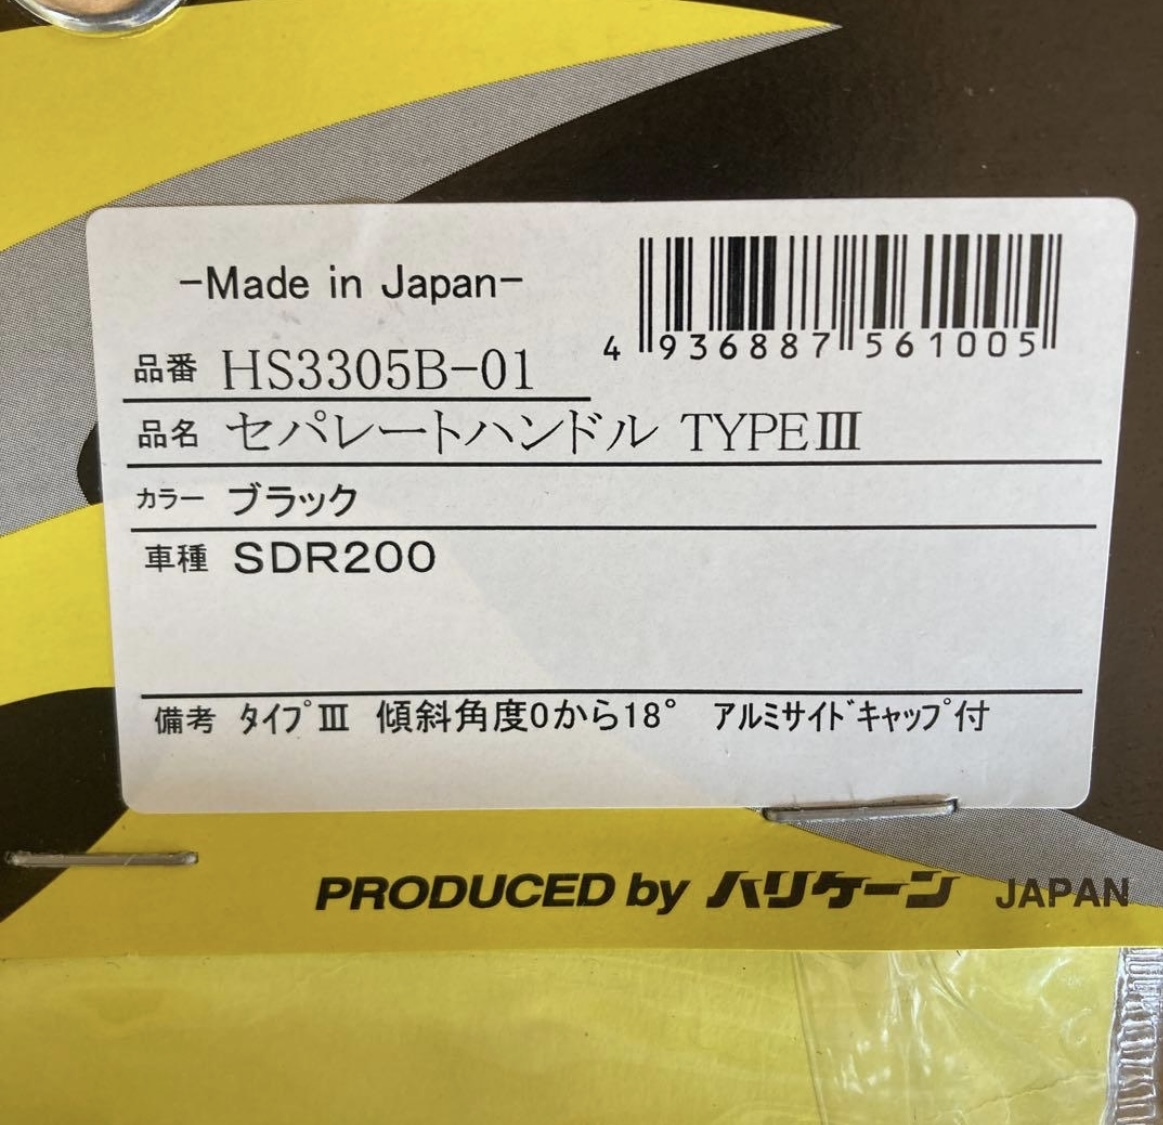 -Made in Japan-
4 936887 561005
品番 HS3305B-01
品名 セパレートハンドル TYPEⅢ
カラー ブラック
車種 SDR200
備考 ﾀｲﾌﾟⅢ 傾斜角度0から18° ｱﾙﾐｻｲﾄﾞｷｬｯﾌﾟ付
PRODUCED by ハリケーン JAPAN